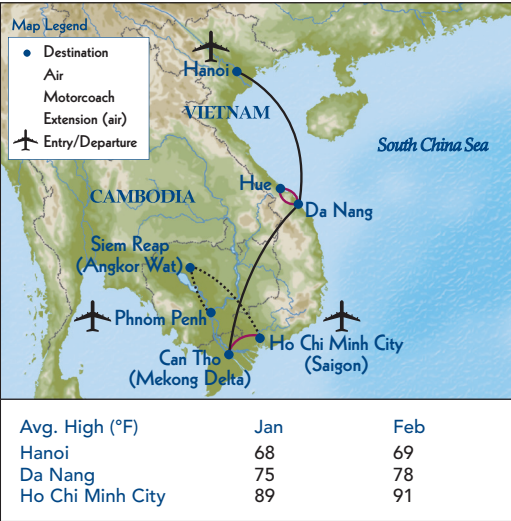 Map Legend
Destination
Air
Motorcoach
Extension (air)
Entry/Departure
Hanoi
VIETNAM
South China Sea
Hue
Da Nang
CAMBODIA
Siem Reap
(Angkor Wat)
Phnom Penh
Ho Chi Minh City
(Saigon)
Can Tho
(Mekong Delta)
Avg. High (°F) Jan Feb
Hanoi 68 69
Da Nang 75 78
Ho Chi Minh City 89 91